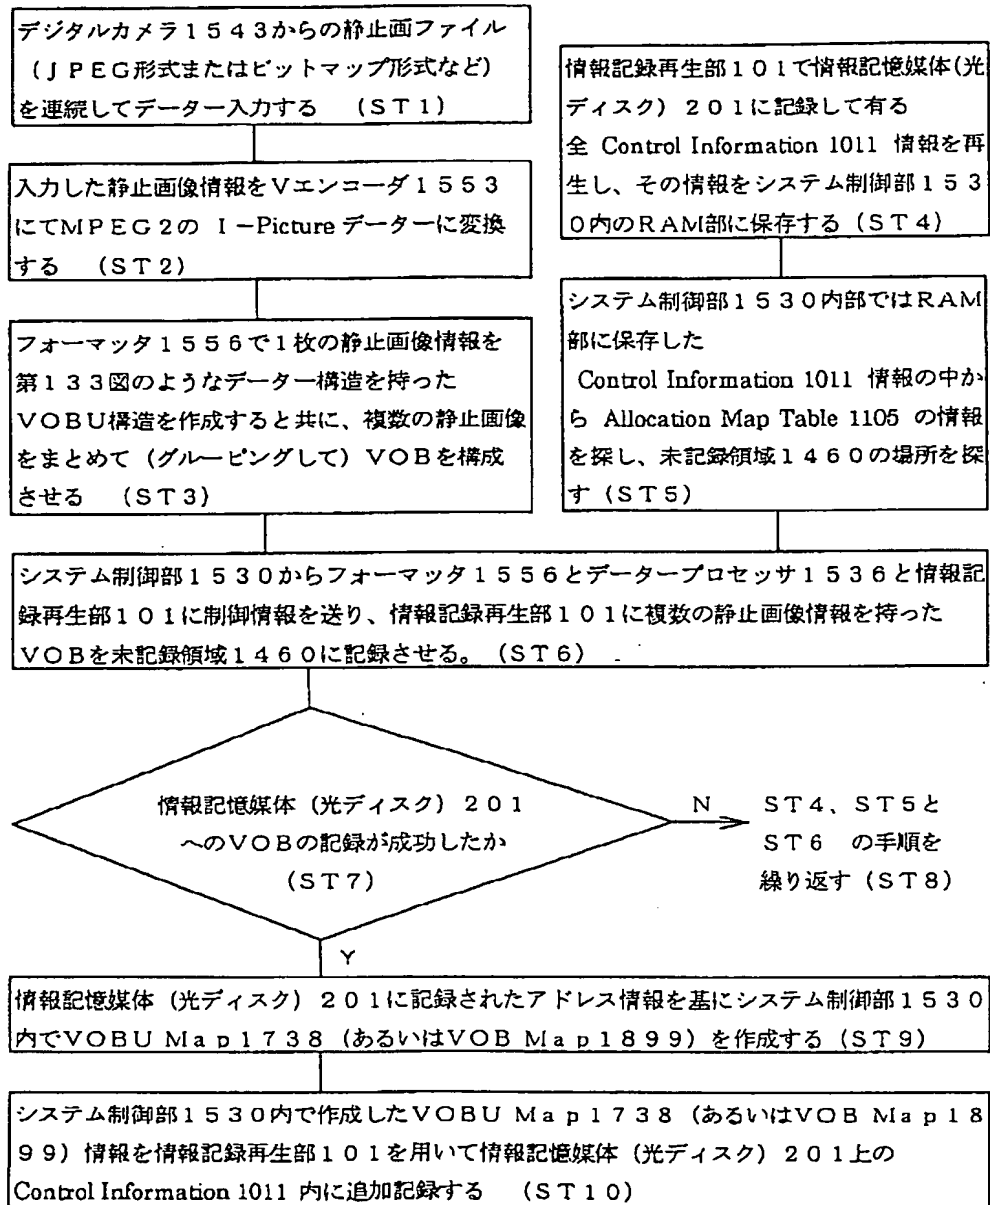 デジタルカメラ1543からの静止画ファイル
(JPEG形式またはビットマップ形式など)
を連続してデーター入力する (ST1)
入力した静止画像情報をVエンコーダ1553
にてMPEG2の I-Picture データーに変換
する (ST2)
フォーマッタ1556で1枚の静止画像情報を
第133図のようなデーター構造を持った
VOBU構造を作成すると共に、複数の静止画像
をまとめて(グルーピングして)VOBを構成
させる (ST3)
情報記録再生部101で情報記憶媒体(光
ディスク)201に記録して有る
全 Control Information 1011 情報を再
生し、その情報をシステム制御部153
0内のRAM部に保存する(ST4)
システム制御部1530内部ではRAM
部に保存した
Control Information 1011 情報の中か
ら Allocation Map Table 1105 の情報
を探し、未記録領域1460の場所を探
す(ST5)
システム制御部1530からフォーマッタ1556とデータープロセッサ1536と情報記
録再生部101に制御情報を送り、情報記録再生部101に複数の静止画像情報を持った
VOBを未記録領域1460に記録させる。(ST6)
情報記憶媒体(光ディスク)201
へのVOBの記録が成功したか
(ST7)
N
ST4、ST5と
ST6 の手順を
繰り返す(ST8)
Y
情報記憶媒体(光ディスク)201に記録されたアドレス情報を基にシステム制御部1530
内でVOBU Map1738(あるいはVOB Map1899)を作成する(ST9)
システム制御部1530内で作成したVOBU Map1738(あるいはVOB Map18
99)情報を情報記録再生部101を用いて情報記憶媒体(光ディスク)201上の
Control Information 1011 内に追加記録する (ST10)